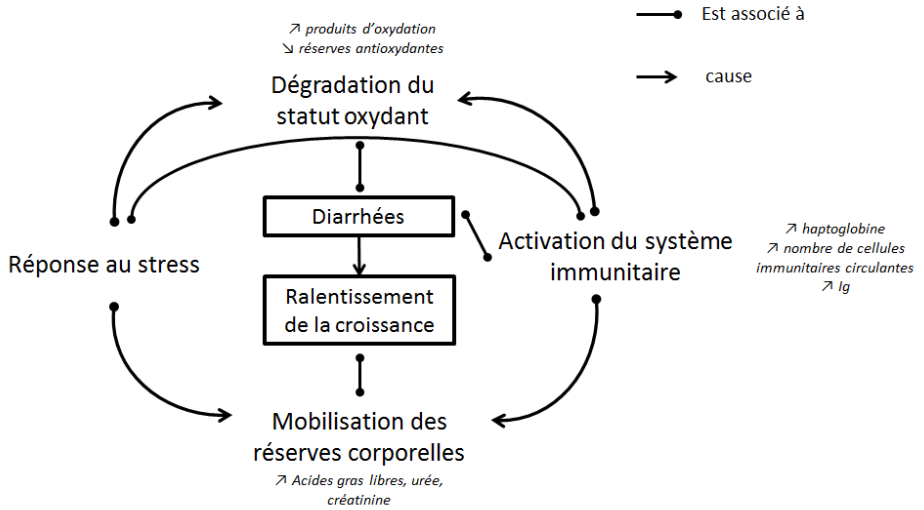 Est associé à
cause
↗ produits d'oxydation
↘ réserves antioxydantes
Dégradation du
statut oxydant
Diarrhées
Réponse au stress
Activation du système
immunitaire
↗ haptoglobine
↗ nombre de cellules
immunitaires circulantes
↗ Ig
Ralentissement
de la croissance
Mobilisation des
réserves corporelles
↗ Acides gras libres, urée,
créatinine